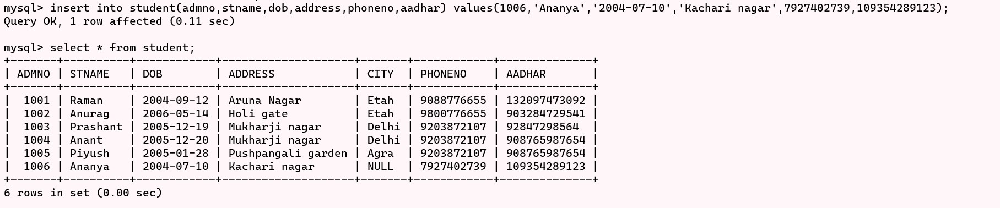 mysql> insert into student(admno,stname,dob,address,phoneno,aadhar) values(1006,'Ananya','2004-07-10','Kachari nagar',7927402739,109354289123);
Query OK, 1 row affected (0.11 sec)
mysql> select * from student;
+-------+----------+------------+--------------------+-------+------------+--------------+
| ADMNO | STNAME   | DOB        | ADDRESS            | CITY  | PHONENO    | AADHAR       |
+-------+----------+------------+--------------------+-------+------------+--------------+
|  1001 | Raman    | 2004-09-12 | Aruna Nagar        | Etah  | 9088776655 | 132097473092 |
|  1002 | Anurag   | 2006-05-14 | Holi gate          | Etah  | 9800776655 | 903284729541 |
|  1003 | Prashant | 2005-12-19 | Mukharji nagar     | Delhi | 9203872107 | 92847298564  |
|  1004 | Anant    | 2005-12-20 | Mukharji nagar     | Delhi | 9203872107 | 908765987654 |
|  1005 | Piyush   | 2005-01-28 | Pushpangali garden | Agra  | 9203872107 | 908765987654 |
|  1006 | Ananya   | 2004-07-10 | Kachari nagar      | NULL  | 7927402739 | 109354289123 |
+-------+----------+------------+--------------------+-------+------------+--------------+
6 rows in set (0.00 sec)